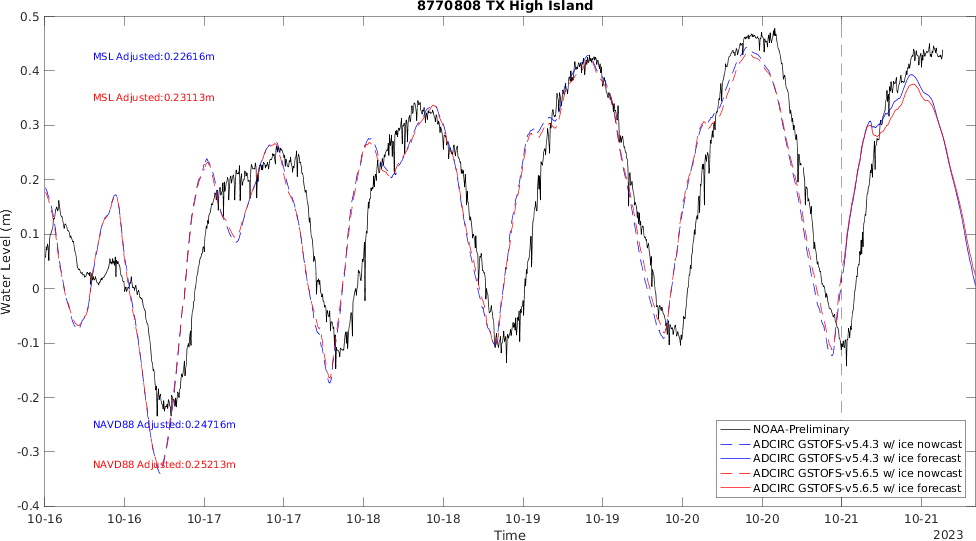 8770808 TX High Island
0.5
MSL Adjusted:0.22616m
0.4
MSL Adjusted:0.23113m
0.3
0.2
0.1
Water Level (m)
0
-0.1
-0.2
NAVD88 Adjusted:0.24716m
-0.3
NAVD88 Adjusted:0.25213m
-0.4
NOAA-Preliminary
ADCIRC GSTOFS-v5.4.3 w/ ice nowcast
ADCIRC GSTOFS-v5.4.3 w/ ice forecast
ADCIRC GSTOFS-v5.6.5 w/ ice nowcast
ADCIRC GSTOFS-v5.6.5 w/ ice forecast
10-16 10-16 10-17 10-17 10-18 10-18 10-19 10-19 10-20 10-20 10-21 10-21
Time
2023